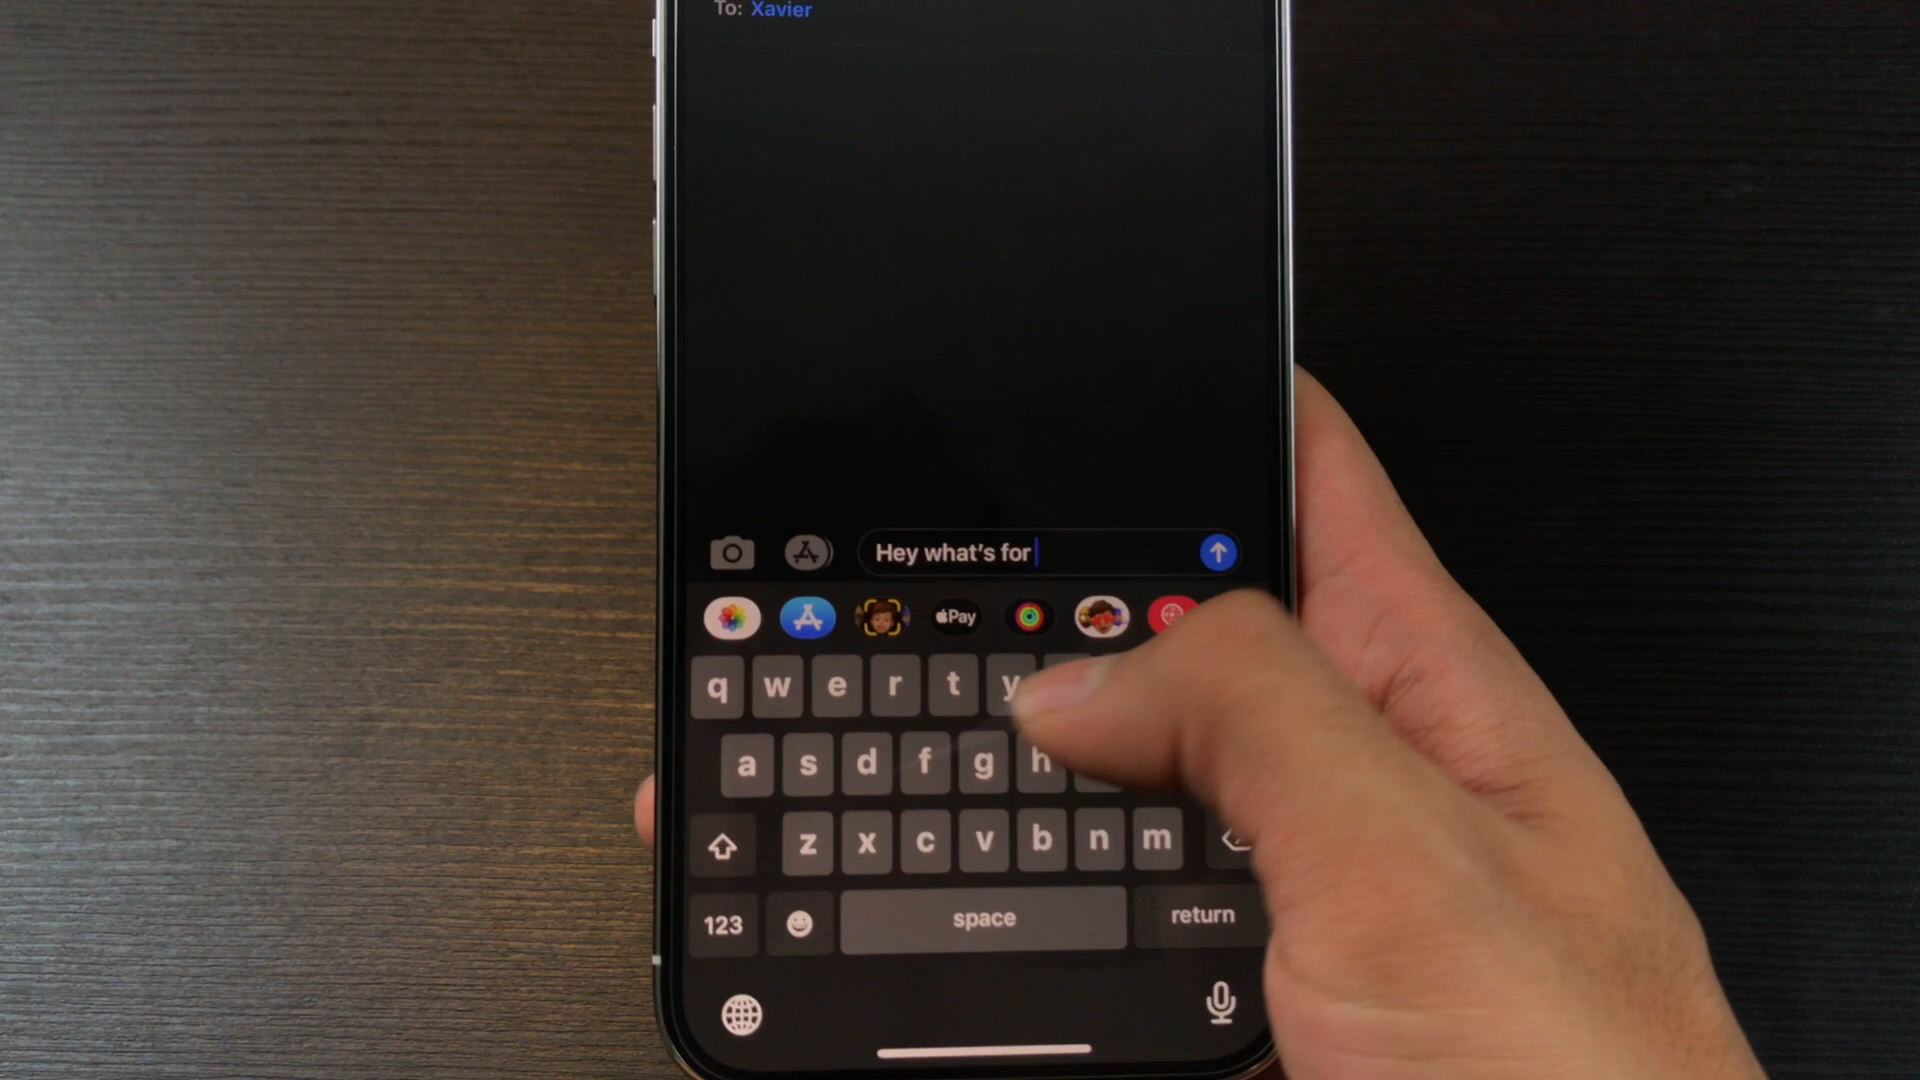 To: Xavier
Hey what's for
Pay
q w e r t y
a s d f g h
z x c v b n m
123 space return